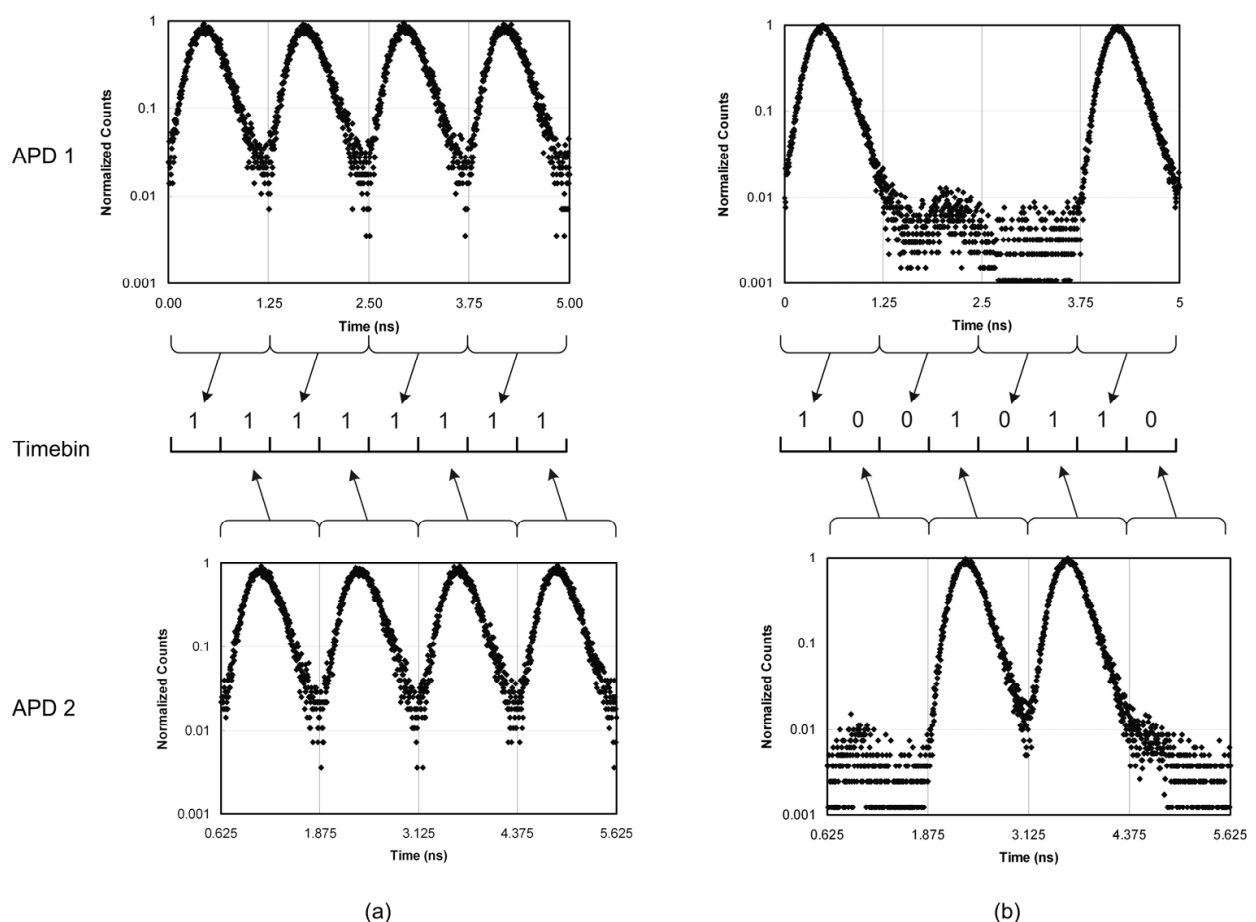 APD 1
Normalized Counts
1
0.1
0.01
0.001
0.00 1.25 2.50 3.75 5.00
Time (ns)
Normalized Counts
1
0.1
0.01
0.001
0 1.25 2.5 3.75 5
Time (ns)
Timebin
1 1 1 1 1 1 1 1
1 0 0 1 0 1 1 0
APD 2
Normalized Counts
1
0.1
0.01
0.001
0.625 1.875 3.125 4.375 5.625
Time (ns)
Normalized Counts
1
0.1
0.01
0.001
0.625 1.875 3.125 4.375 5.625
Time (ns)
(a)
(b)